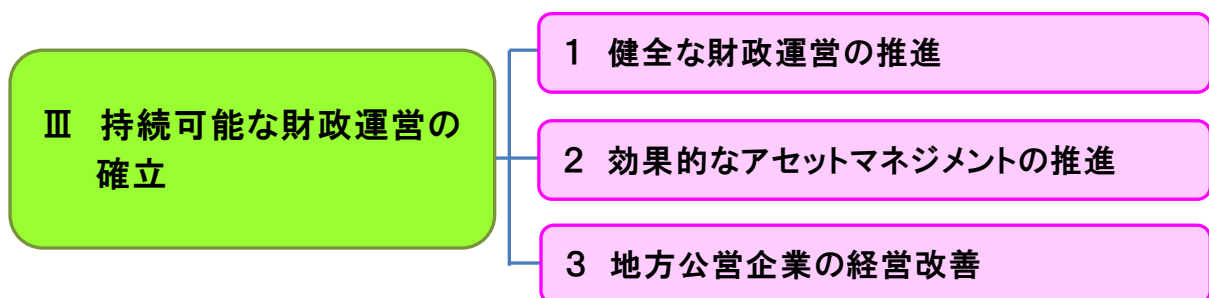 Ⅲ 持続可能な財政運営の
確立
１ 健全な財政運営の推進
２ 効果的なアセットマネジメントの推進
３ 地方公営企業の経営改善